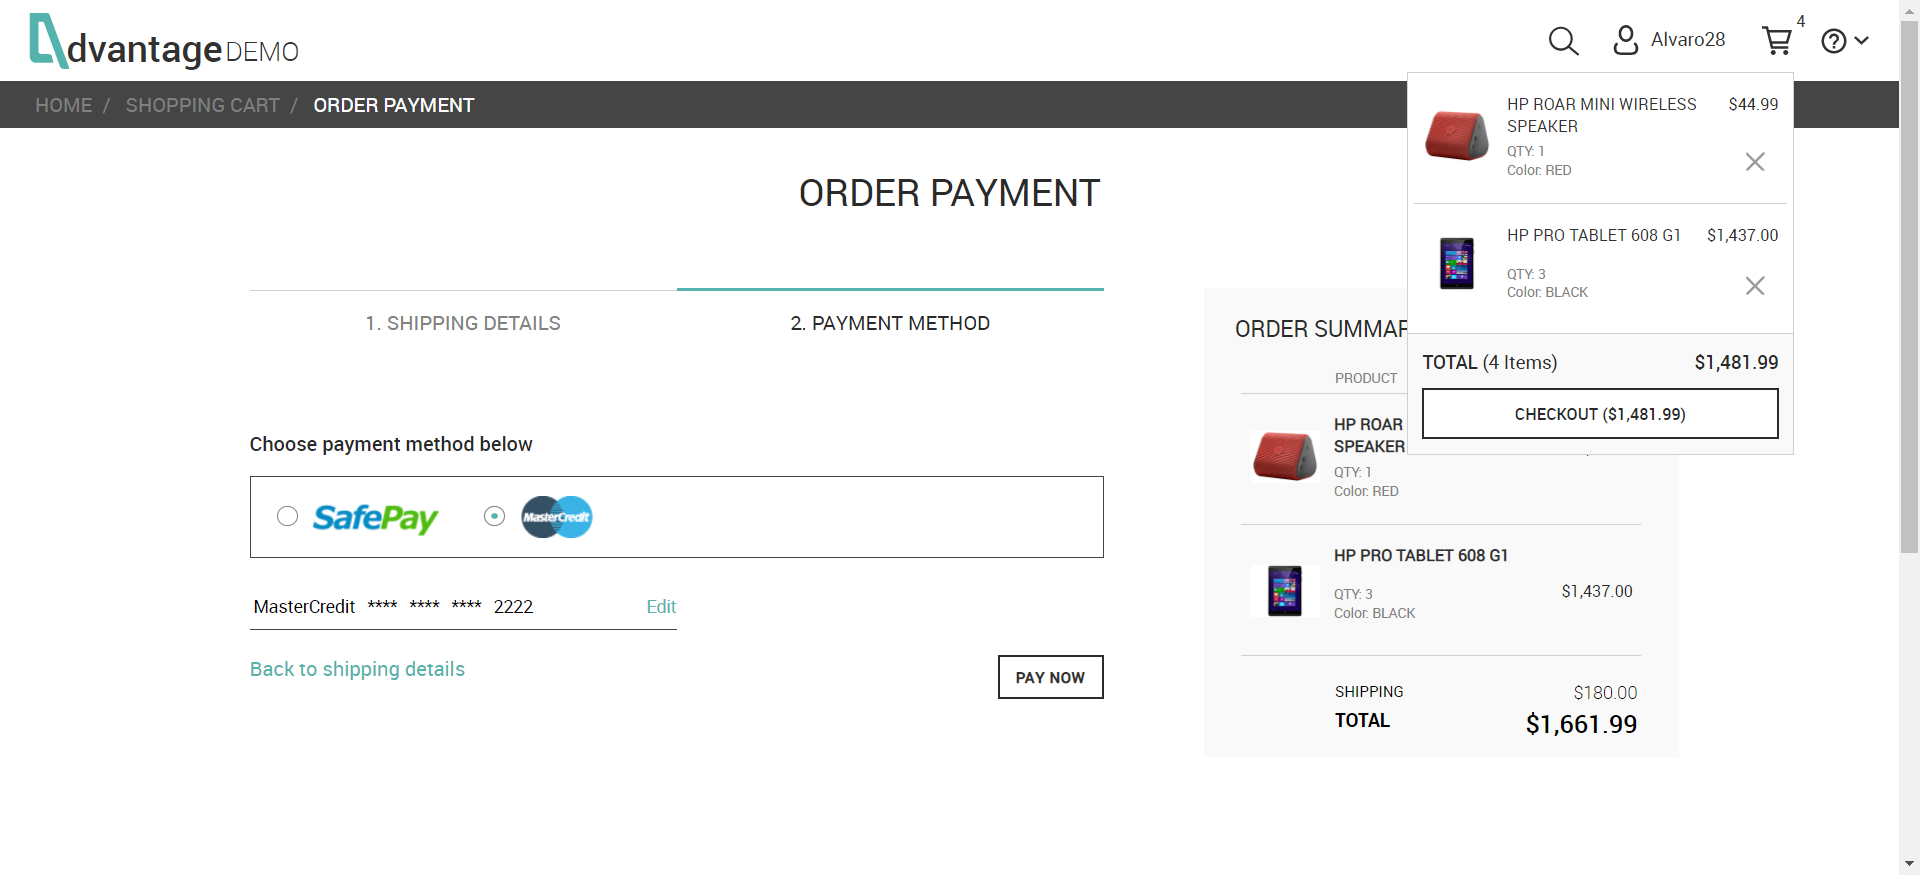 dvantage DEMO
Alvaro28
4
HOME / SHOPPING CART / ORDER PAYMENT
HP ROAR MINI WIRELESS SPEAKER $44.99
QTY: 1
Color: RED
HP PRO TABLET 608 G1 $1,437.00
QTY: 3
Color: BLACK
TOTAL (4 Items) $1,481.99
CHECKOUT ($1,481.99)
ORDER PAYMENT
1. SHIPPING DETAILS
2. PAYMENT METHOD
Choose payment method below
SafePay
MasterCredit
MasterCredit **** **** **** 2222 Edit
Back to shipping details
PAY NOW
ORDER SUMMAR
PRODUCT
HP ROAR
SPEAKER
QTY: 1
Color: RED
HP PRO TABLET 608 G1
QTY: 3
Color: BLACK
$1,437.00
SHIPPING $180.00
TOTAL $1,661.99